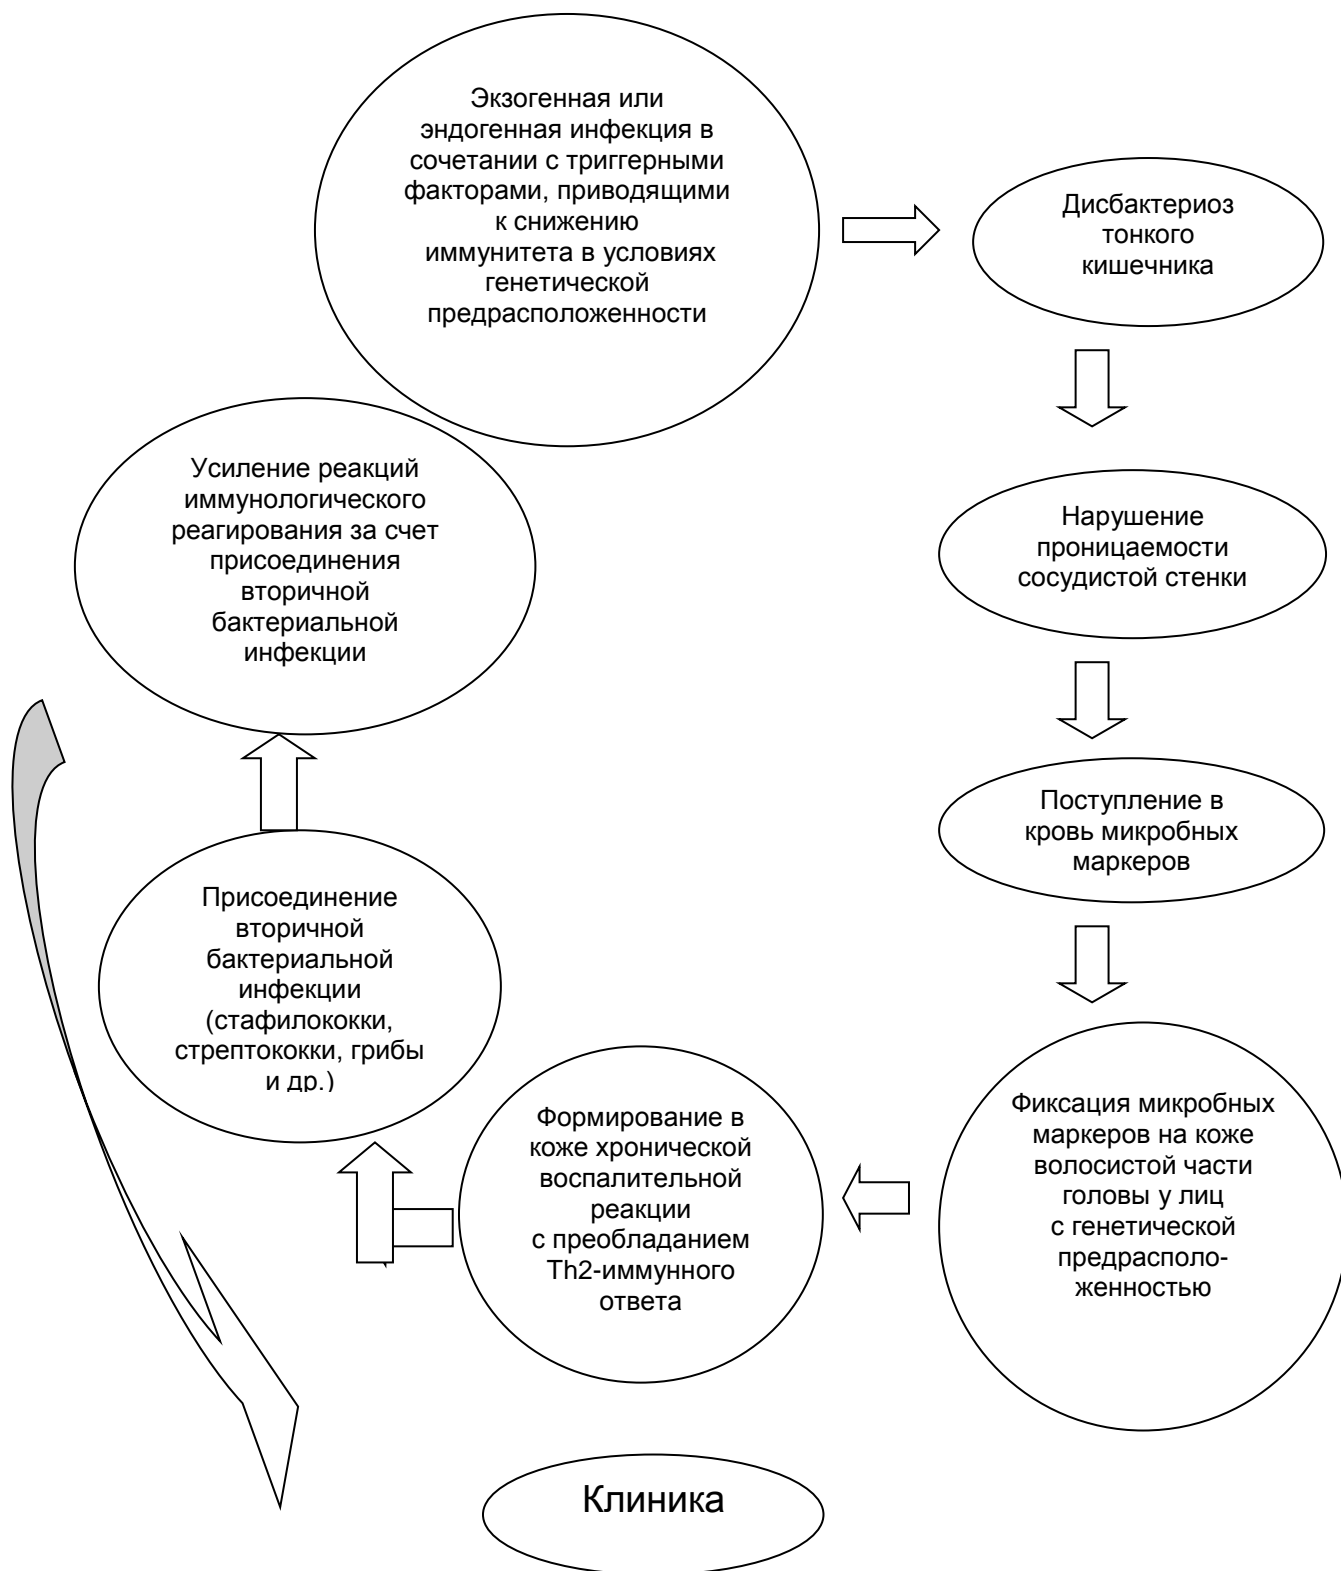 Экзогенная или
эндогенная инфекция в
сочетании с триггерными
факторами, приводящими
к снижению
иммунитета в условиях
генетической
предрасположенности
Дисбактериоз
тонкого
кишечника
Нарушение
проницаемости
сосудистой стенки
Поступление в
кровь микробных
маркеров
Фиксация микробных
маркеров на коже
волосистой части
головы у лиц
с генетической
предрасполо-
женностью
Формирование в
коже хронической
воспалительной
реакции
с преобладанием
Th2-иммунного
ответа
Присоединение
вторичной
бактериальной
инфекции
(стафилококки,
стрептококки, грибы
и др.)
Усиление реакций
иммунологического
реагирования за счет
присоединения
вторичной
бактериальной
инфекции
Клиника